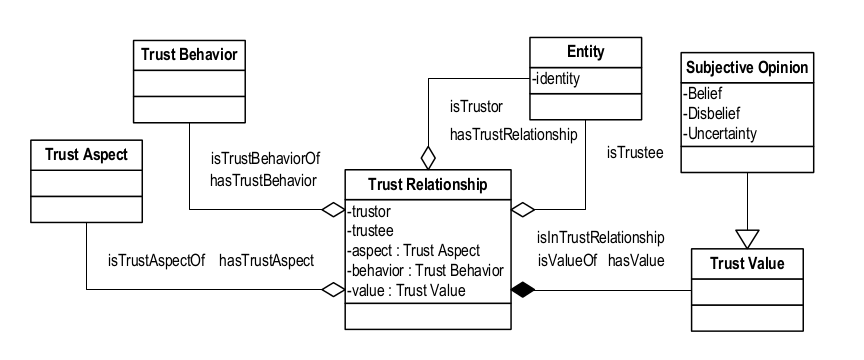 Trust Behavior
Entity
-identity
Subjective Opinion
-Belief
-Disbelief
-Uncertainty
isTrustor
hasTrustRelationship
isTrustee
Trust Aspect
isTrustBehaviorOf
hasTrustBehavior
Trust Relationship
-trustor
-trustee
-aspect : Trust Aspect
-behavior : Trust Behavior
-value : Trust Value
isTrustAspectOf hasTrustAspect
isInTrustRelationship
isValueOf hasValue
Trust Value